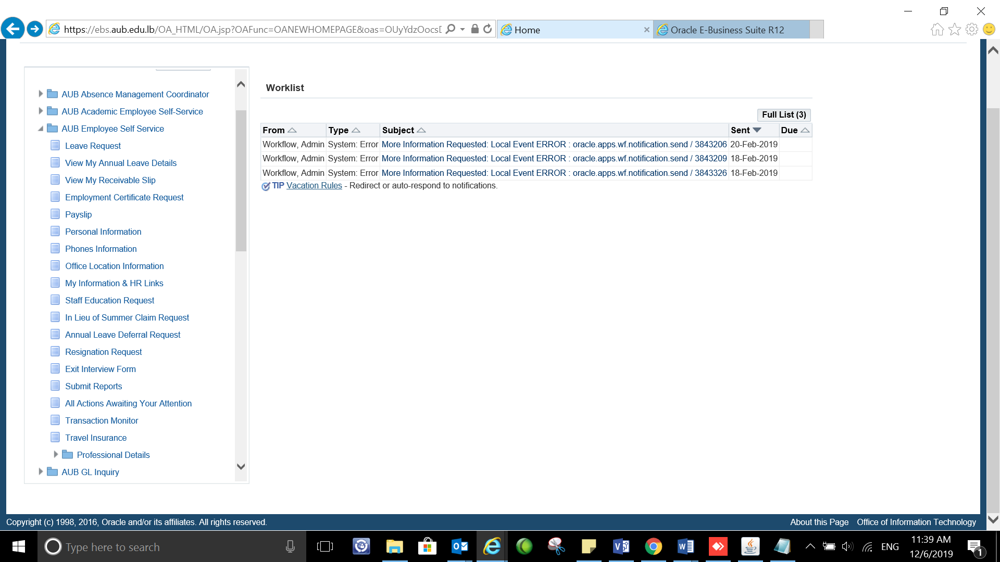 https://ebs.aub.edu.lb/OA_HTML/OA.jsp?OAFunc=OANEWHOMEPAGE&oas=OUyYdzOocsD
Home
Oracle E-Business Suite R12
AUB Absence Management Coordinator
AUB Academic Employee Self-Service
AUB Employee Self Service
Leave Request
View My Annual Leave Details
View My Receivable Slip
Employment Certificate Request
Payslip
Personal Information
Phones Information
Office Location Information
My Information & HR Links
Staff Education Request
In Lieu of Summer Claim Request
Annual Leave Deferral Request
Resignation Request
Exit Interview Form
Submit Reports
All Actions Awaiting Your Attention
Transaction Monitor
Travel Insurance
Professional Details
AUB GL Inquiry
Worklist
Full List (3)
From Type Subject Sent Due
Workflow, Admin System: Error More Information Requested: Local Event ERROR : oracle.apps.wf.notification.send / 3843206 20-Feb-2019
Workflow, Admin System: Error More Information Requested: Local Event ERROR : oracle.apps.wf.notification.send / 3843209 18-Feb-2019
Workflow, Admin System: Error More Information Requested: Local Event ERROR : oracle.apps.wf.notification.send / 3843326 18-Feb-2019
TIP Vacation Rules - Redirect or auto-respond to notifications.
Copyright (c) 1998, 2016, Oracle and/or its affiliates. All rights reserved.
About this Page Office of Information Technology
Type here to search
ENG
11:39 AM
12/6/2019
1